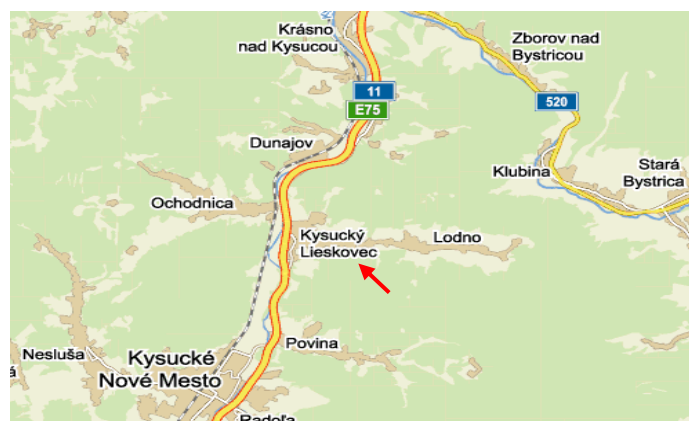 Krásno
nad Kysucou
Zborov nad
Bystricou
11
E75
520
Dunajov
Klubina
Stará
Bystrica
Ochodnica
Kysucký
Lieskovec
Lodno
Povina
Nesluša
Kysucké
Nové Mesto
á
Radoľa